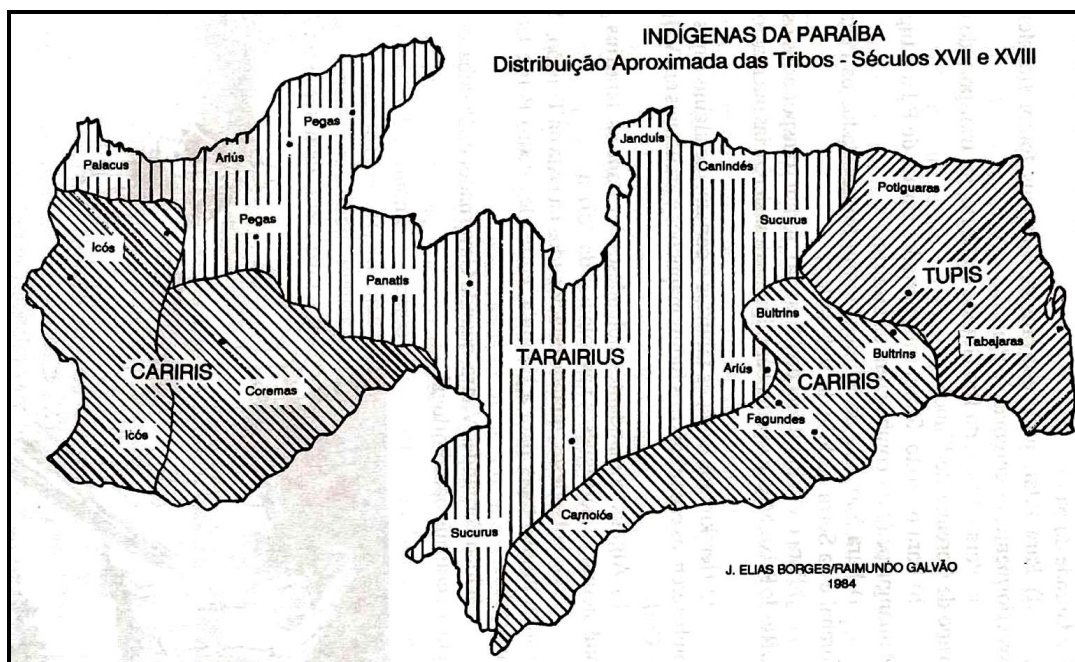 INDÍGENAS DA PARAÍBA
Distribuição Aproximada das Tribos - Séculos XVII e XVIII
Pegas
Janduís
Palacus
Ariús
Canindés
Potiguaras
Pegas
Sucurus
Icós
Panatis
TUPIS
Bultrins
Tabajaras
Bultrins
TARAIRIUS
CARIRIS
Ariús
CARIRIS
Coremas
Fagundes
Icós
Carnoiós
Sucurus
J. ELIAS BORGES/RAIMUNDO GALVÃO
1984